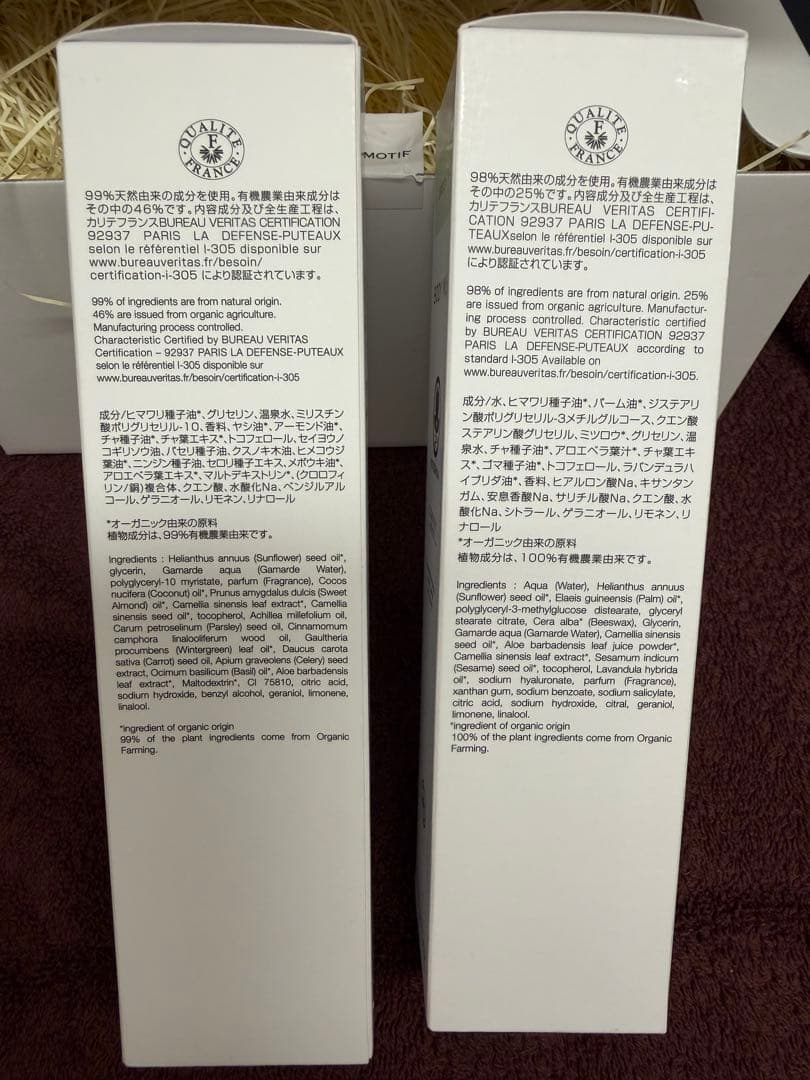 QUALITE
F
FRANCE
99%天然由来の成分を使用。有機農業由来成分は
その中の46%です。内容成分及び全生産工程は、
カリテフランスBUREAU VERITAS CERTIFICATION
92937 PARIS LA DEFENSE-PUTEAUX
selon le référentiel I-305 disponible sur
www.bureauveritas.fr/besoin/
certification-i-305 により認証されています。
99% of ingredients are from natural origin.
46% are issued from organic agriculture.
Manufacturing process controlled.
Characteristic Certified by BUREAU VERITAS
Certification – 92937 PARIS LA DEFENSE-PUTEAUX
selon le référentiel I-305 disponible sur
www.bureauveritas.fr/besoin/certification-i-305
成分/ヒマワリ種子油*、グリセリン、温泉水、ミリスチン
酸ポリグリセリル-10、香料、ヤシ油*、アーモンド油*、
チャ種子油*、チャ葉エキス*、トコフェロール、セイヨウノ
コギリソウ油、パセリ種子油、クスノキ木油、ヒメコウジ
葉油*、ニンジン種子油、セロリ種子エキス、メボウキ油*、
アロエベラ葉エキス*、マルトデキストリン*、(クロロフィ
リン/銅)複合体、クエン酸、水酸化Na、ベンジルアル
コール、ゲラニオール、リモネン、リナロール
*オーガニック由来の原料
植物成分は、99%有機農業由来です。
Ingredients : Helianthus annuus (Sunflower) seed oil*,
glycerin, Gamarde aqua (Gamarde Water),
polyglyceryl-10 myristate, parfum (Fragrance), Cocos
nucifera (Coconut) oil*, Prunus amygdalus dulcis (Sweet
Almond) oil*, Camellia sinensis leaf extract*, Camellia
sinensis seed oil*, tocopherol, Achillea millefolium oil,
Carum petroselinum (Parsley) seed oil, Cinnamomum
camphora linalooliferum wood oil, Gaultheria
procumbens (Wintergreen) leaf oil*, Daucus carota
sativa (Carrot) seed oil, Apium graveolens (Celery) seed
extract, Ocimum basilicum (Basil) oil*, Aloe barbadensis
leaf extract*, Maltodextrin*, CI 75810, citric acid,
sodium hydroxide, benzyl alcohol, geraniol, limonene,
linalool.
*ingredient of organic origin
99% of the plant ingredients come from Organic
Farming.
MOTIF
QUALITE
F
FRANCE
98%天然由来の成分を使用。有機農業由来成分は
その中の25%です。内容成分及び全生産工程は、
カリテフランスBUREAU VERITAS CERTIFI-
CATION 92937 PARIS LA DEFENSE-PU-
TEAUXselon le référentiel I-305 disponible sur
www.bureauveritas.fr/besoin/certification-i-305
により認証されています。
98% of ingredients are from natural origin. 25%
are issued from organic agriculture. Manufactur-
ing process controlled. Characteristic certified
by BUREAU VERITAS CERTIFICATION 92937
PARIS LA DEFENSE-PUTEAUX according to
standard I-305 Available on
www.bureauveritas.fr/besoin/certification-i-305.
成分/水、ヒマワリ種子油*、パーム油*、ジステアリ
ン酸ポリグリセリル-3メチルグルコース、クエン酸
ステアリン酸グリセリル、ミツロウ*、グリセリン、温
泉水、チャ種子油*、アロエベラ葉汁*、チャ葉エキ
ス*、ゴマ種子油*、トコフェロール、ラバンデュラハ
イブリダ油*、香料、ヒアルロン酸Na、キサンタン
ガム、安息香酸Na、サリチル酸Na、クエン酸、水
酸化Na、シトラール、ゲラニオール、リモネン、リ
ナロール
*オーガニック由来の原料
植物成分は、100%有機農業由来です。
Ingredients : Aqua (Water), Helianthus annuus
(Sunflower) seed oil*, Elaeis guineensis (Palm) oil*,
polyglyceryl-3-methylglucose distearate, glyceryl
stearate citrate, Cera alba* (Beeswax), Glycerin,
Gamarde aqua (Gamarde Water), Camellia sinensis
seed oil*, Aloe barbadensis leaf juice powder*,
Camellia sinensis leaf extract*, Sesamum indicum
(Sesame) seed oil*, tocopherol, Lavandula hybrida
oil*, sodium hyaluronate, parfum (Fragrance),
xanthan gum, sodium benzoate, sodium salicylate,
citric acid, sodium hydroxide, citral, geraniol,
limonene, linalool.
*ingredient of organic origin
100% of the plant ingredients come from Organic
Farming.